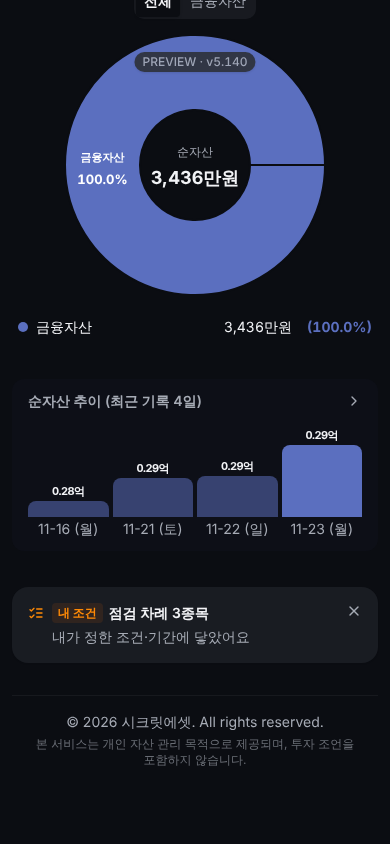 전체 금융자산
PREVIEW · v5.140
순자산
3,436만원
금융자산
100.0%
금융자산 3,436만원 (100.0%)
순자산 추이 (최근 기록 4일)
0.28억 0.29억 0.29억 0.29억
11-16 (월) 11-21 (토) 11-22 (일) 11-23 (월)
내 조건 점검 차례 3종목
내가 정한 조건·기간에 닿았어요
© 2026 시크릿에셋. All rights reserved.
본 서비스는 개인 자산 관리 목적으로 제공되며, 투자 조언을
포함하지 않습니다.